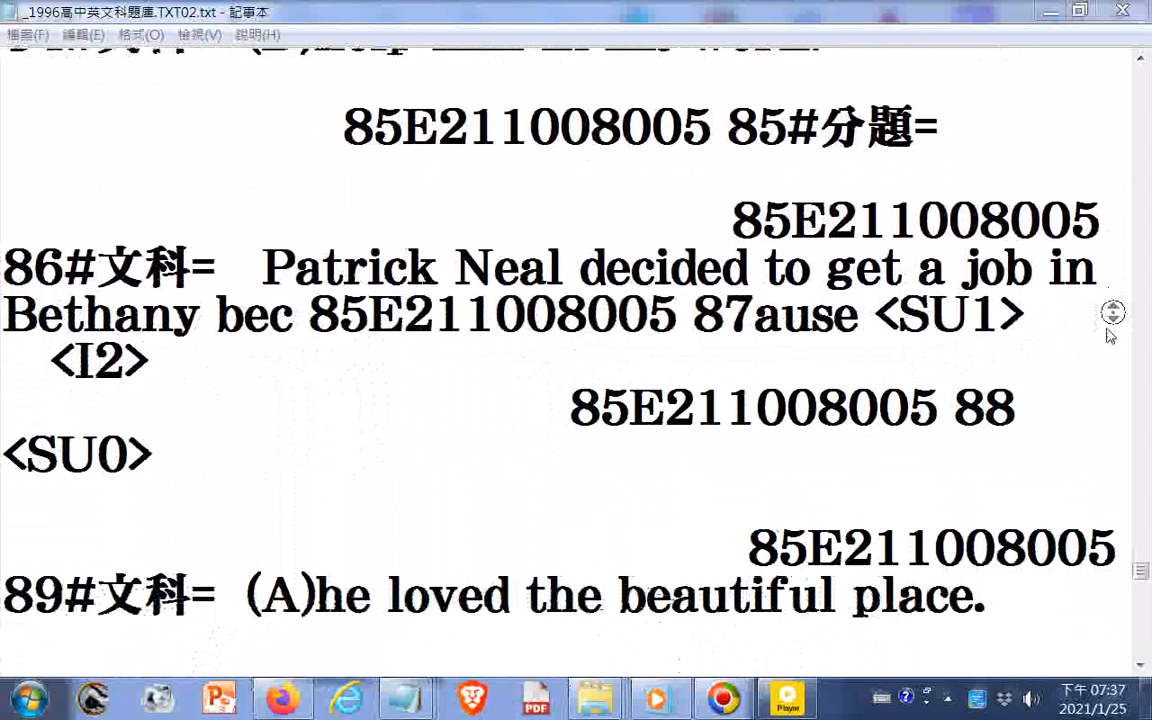 _1996高中英文科題庫.TXT02.txt - 記事本
檔案(F) 編輯(E) 格式(O) 檢視(V) 說明(H)
85E211008005 85#分題=
85E211008005
86#文科= Patrick Neal decided to get a job in
Bethany bec 85E211008005 87ause <SU1>
<I2>
85E211008005 88
<SU0>
85E211008005
89#文科= (A)he loved the beautiful place.
PDF
Player
下午 07:37
2021/1/25